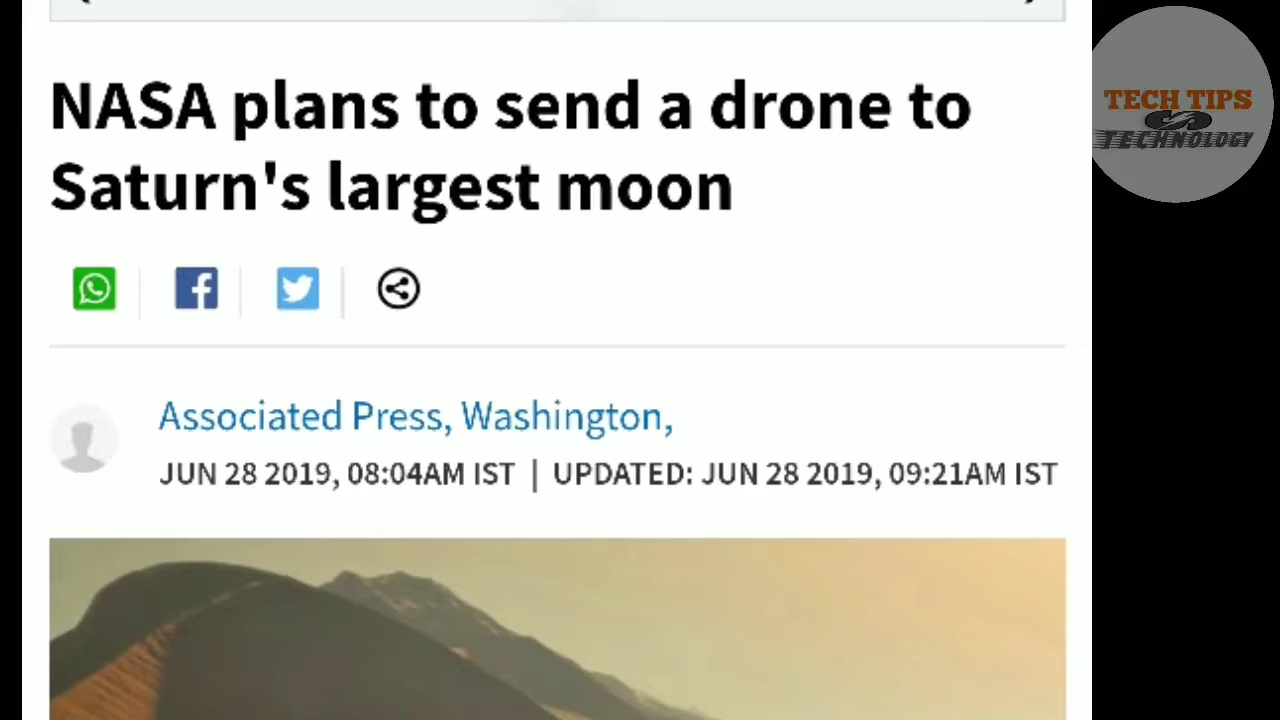 NASA plans to send a drone to
Saturn's largest moon
Associated Press, Washington,
JUN 28 2019, 08:04AM IST | UPDATED: JUN 28 2019, 09:21AM IST
TECH TIPS
TECHNOLOGY